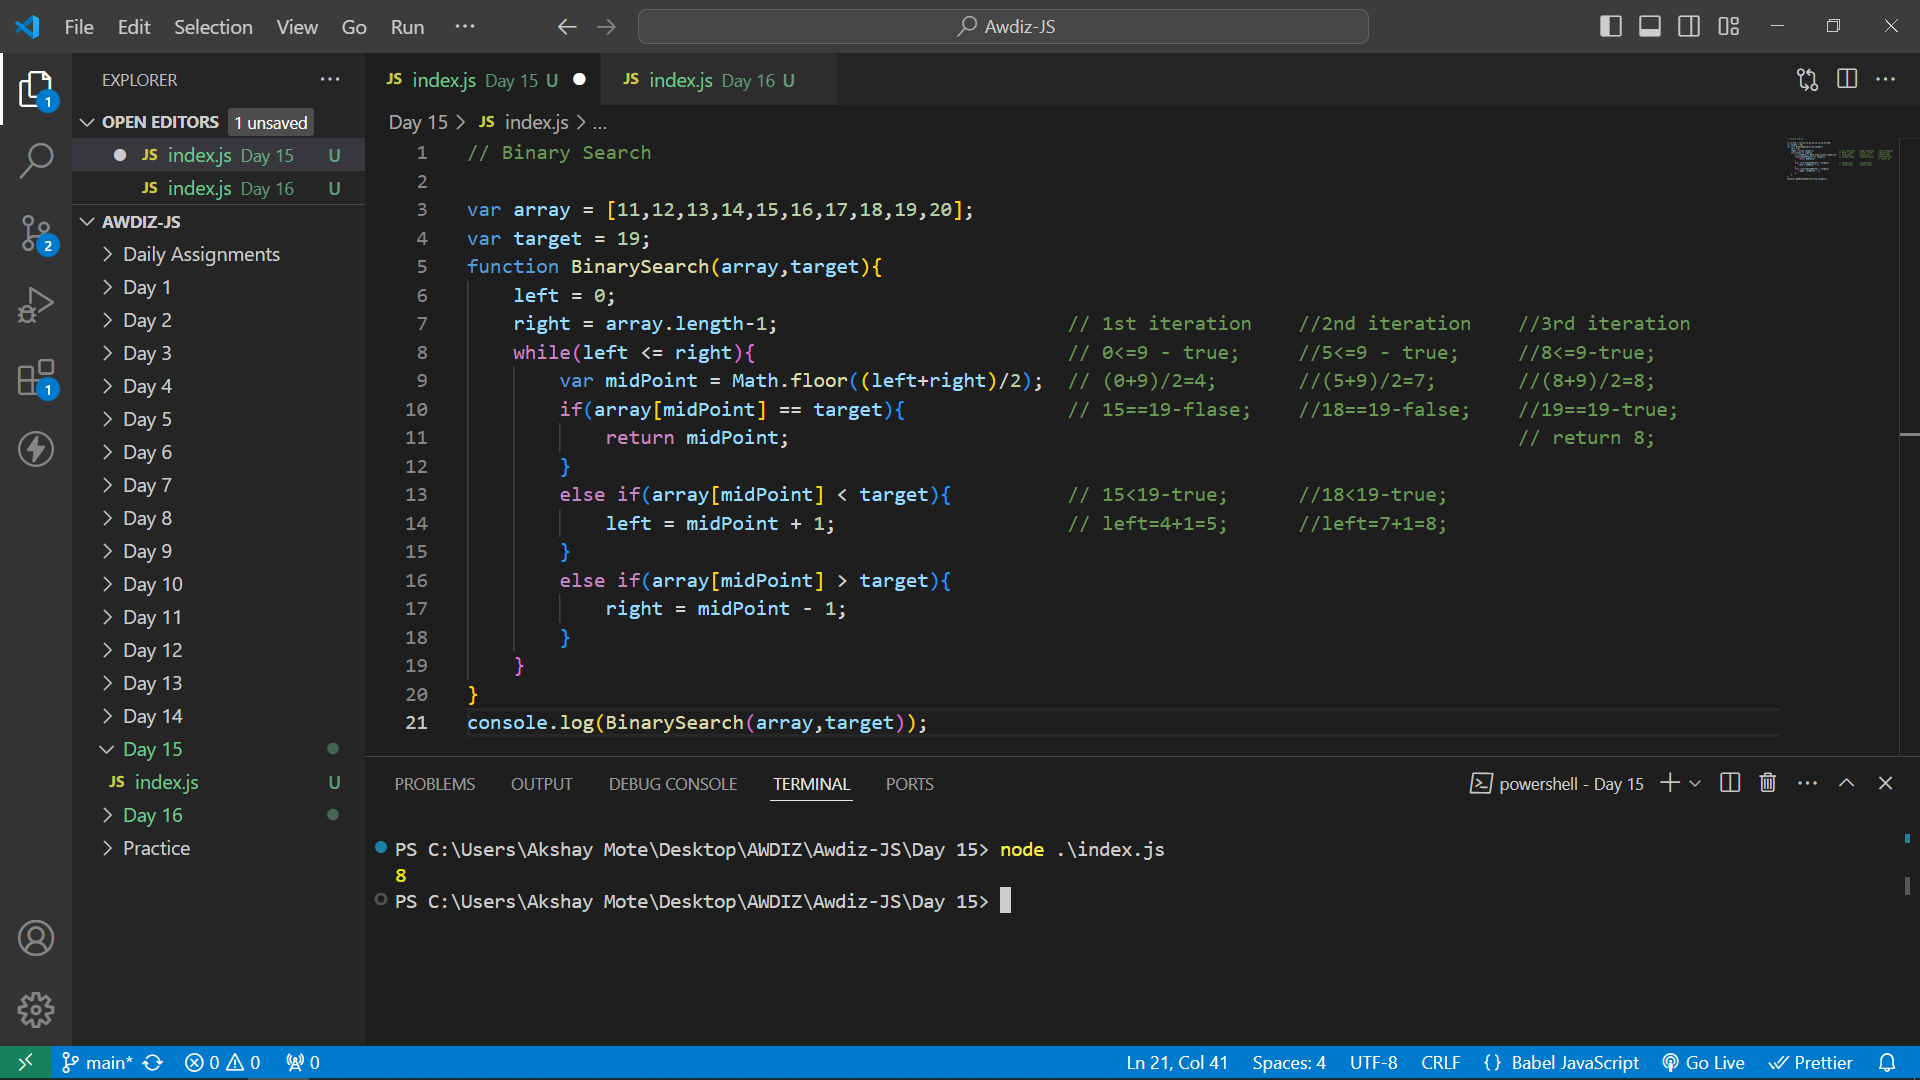 File Edit Selection View Go Run ··· Awdiz-JS
EXPLORER ···
OPEN EDITORS 1 unsaved
JS index.js Day 15 U
JS index.js Day 16 U
AWDIZ-JS
Daily Assignments
Day 1
Day 2
Day 3
Day 4
Day 5
Day 6
Day 7
Day 8
Day 9
Day 10
Day 11
Day 12
Day 13
Day 14
Day 15
JS index.js U
Day 16
Practice
1
2
1
JS index.js Day 15 U JS index.js Day 16 U
Day 15 > JS index.js > ...
1 // Binary Search
2
3 var array = [11,12,13,14,15,16,17,18,19,20];
4 var target = 19;
5 function BinarySearch(array,target){
6 left = 0;
7 right = array.length-1; // 1st iteration //2nd iteration //3rd iteration
8 while(left <= right){ // 0<=9 - true; //5<=9 - true; //8<=9-true;
9 var midPoint = Math.floor((left+right)/2); // (0+9)/2=4; //(5+9)/2=7; //(8+9)/2=8;
10 if(array[midPoint] == target){ // 15==19-flase; //18==19-false; //19==19-true;
11 return midPoint; // return 8;
12 }
13 else if(array[midPoint] < target){ // 15<19-true; //18<19-true;
14 left = midPoint + 1; // left=4+1=5; //left=7+1=8;
15 }
16 else if(array[midPoint] > target){
17 right = midPoint - 1;
18 }
19 }
20 }
21 console.log(BinarySearch(array,target));
PROBLEMS OUTPUT DEBUG CONSOLE TERMINAL PORTS powershell - Day 15
PS C:\Users\Akshay Mote\Desktop\AWDIZ\Awdiz-JS\Day 15> node .\index.js
8
PS C:\Users\Akshay Mote\Desktop\AWDIZ\Awdiz-JS\Day 15>
main* 0 0 0 Ln 21, Col 41 Spaces: 4 UTF-8 CRLF {} Babel JavaScript Go Live Prettier